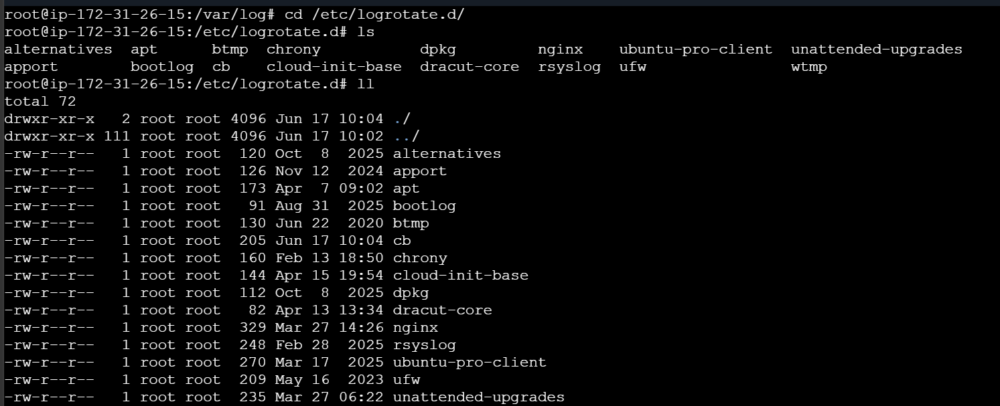 root@ip-172-31-26-15:/var/log# cd /etc/logrotate.d/
root@ip-172-31-26-15:/etc/logrotate.d# ls
alternatives  apt      btmp  chrony           dpkg         nginx    ubuntu-pro-client  unattended-upgrades
apport        bootlog  cb    cloud-init-base  dracut-core  rsyslog  ufw                wtmp
root@ip-172-31-26-15:/etc/logrotate.d# ll
total 72
drwxr-xr-x   2 root root 4096 Jun 17 10:04 ./
drwxr-xr-x 111 root root 4096 Jun 17 10:02 ../
-rw-r--r--   1 root root  120 Oct  8  2025 alternatives
-rw-r--r--   1 root root  126 Nov 12  2024 apport
-rw-r--r--   1 root root  173 Apr  7 09:02 apt
-rw-r--r--   1 root root   91 Aug 31  2025 bootlog
-rw-r--r--   1 root root  130 Jun 22  2020 btmp
-rw-r--r--   1 root root  205 Jun 17 10:04 cb
-rw-r--r--   1 root root  160 Feb 13 18:50 chrony
-rw-r--r--   1 root root  144 Apr 15 19:54 cloud-init-base
-rw-r--r--   1 root root  112 Oct  8  2025 dpkg
-rw-r--r--   1 root root   82 Apr 13 13:34 dracut-core
-rw-r--r--   1 root root  329 Mar 27 14:26 nginx
-rw-r--r--   1 root root  248 Feb 28  2025 rsyslog
-rw-r--r--   1 root root  270 Mar 17  2025 ubuntu-pro-client
-rw-r--r--   1 root root  209 May 16  2023 ufw
-rw-r--r--   1 root root  235 Mar 27 06:22 unattended-upgrades